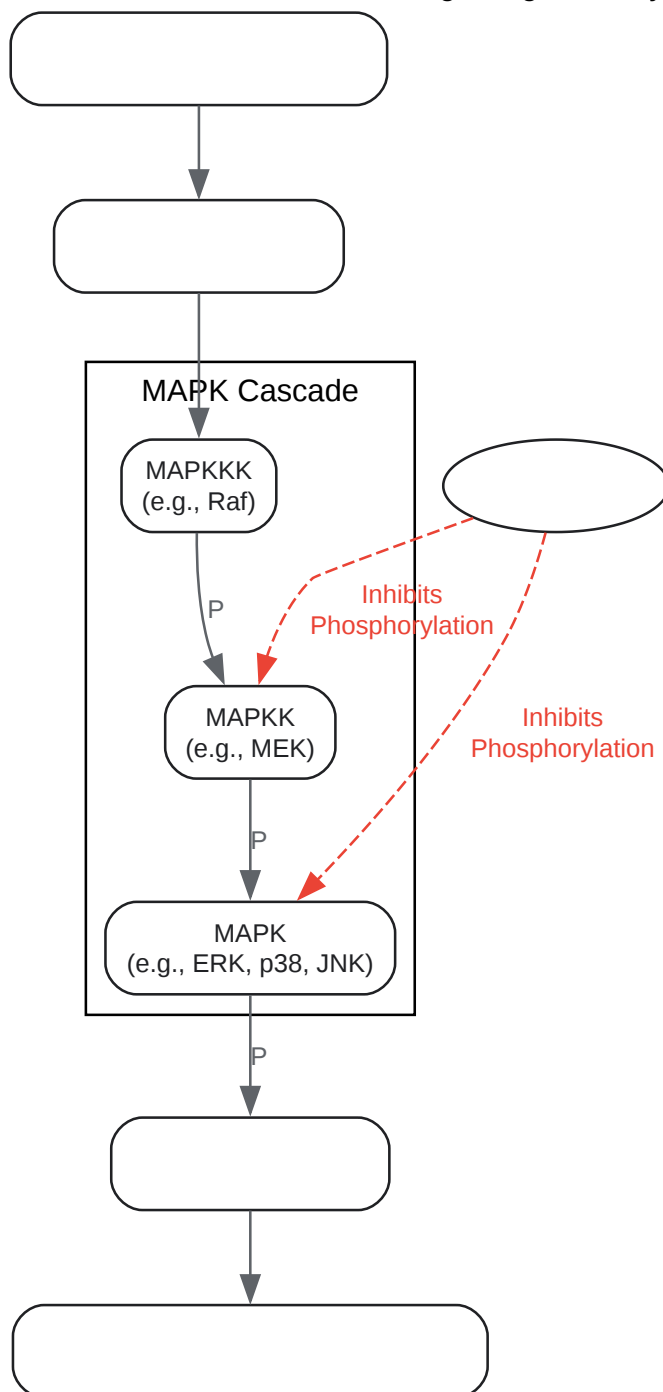 MAPK Cascade
MAPKKK
(e.g., Raf)
P
Inhibits
Phosphorylation
MAPKK
(e.g., MEK)
Inhibits
Phosphorylation
P
MAPK
(e.g., ERK, p38, JNK)
P